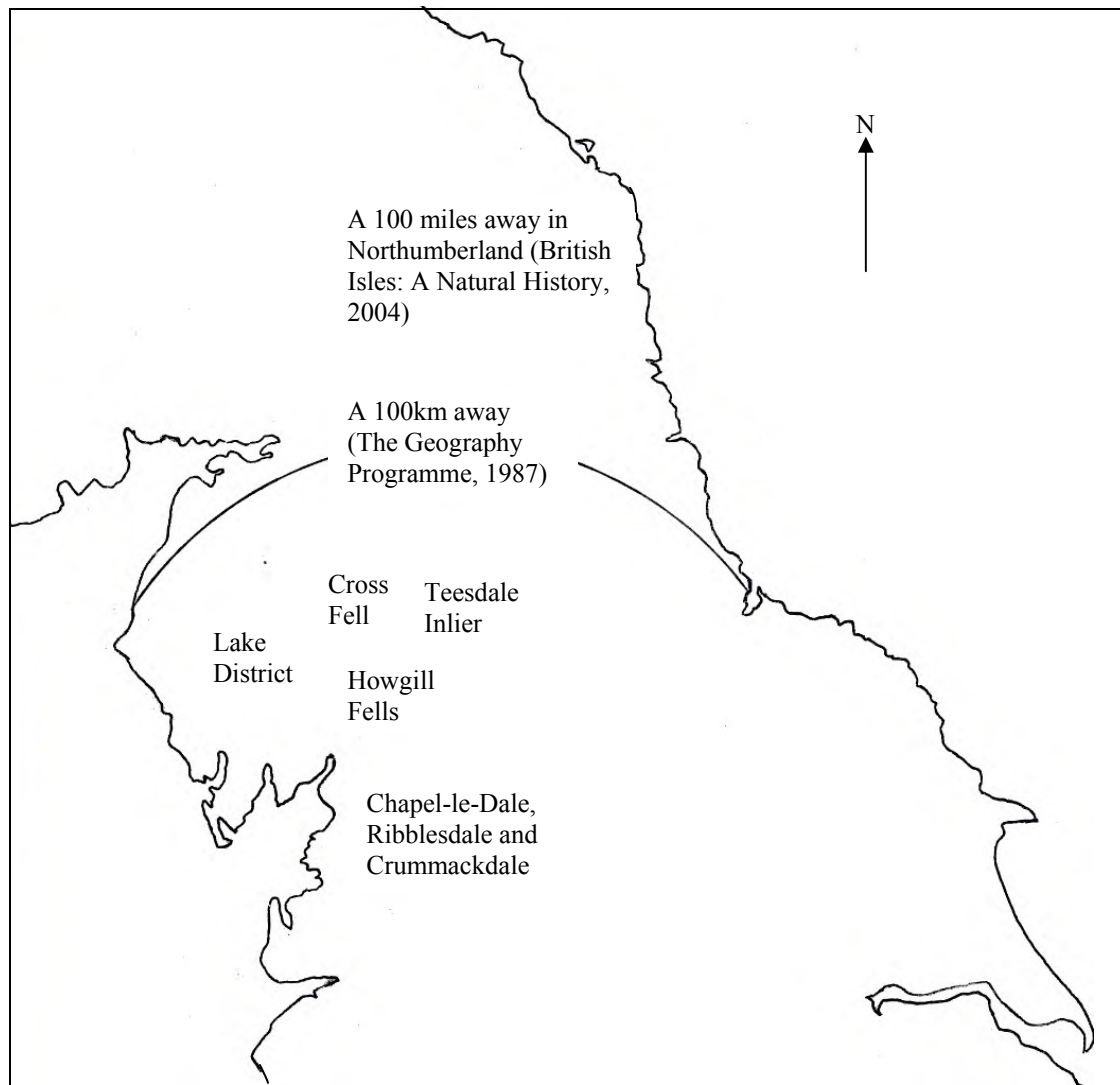 N
A 100 miles away in
Northumberland (British
Isles: A Natural History,
2004)
A 100km away
(The Geography
Programme, 1987)
Cross
Fell
Teesdale
Inlier
Lake
District
Howgill
Fells
Chapel-le-Dale,
Ribblesdale and
Crummackdale